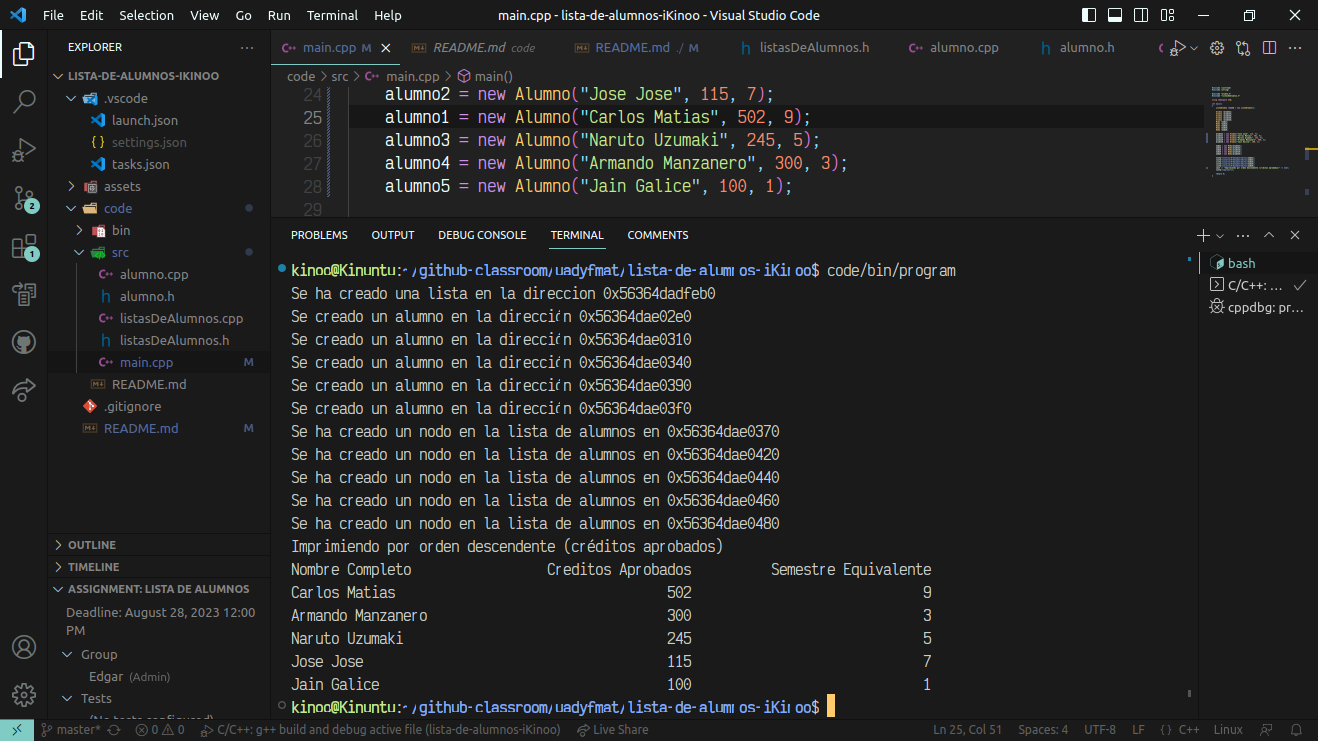 File Edit Selection View Go Run Terminal Help
main.cpp - lista-de-alumnos-iKinoo - Visual Studio Code
EXPLORER
LISTA-DE-ALUMNOS-IKINOO
.vscode
launch.json
settings.json
tasks.json
assets
code
bin
src
alumno.cpp
alumno.h
listasDeAlumnos.cpp
listasDeAlumnos.h
main.cpp M
README.md
.gitignore
README.md M
OUTLINE
TIMELINE
ASSIGNMENT: LISTA DE ALUMNOS
Deadline: August 28, 2023 12:00
PM
Group
Edgar (Admin)
Tests
(No tests configured)
2
1
main.cpp M README.md code README.md ./ M listasDeAlumnos.h alumno.cpp alumno.h
code > src > main.cpp > main()
24 alumno2 = new Alumno("Jose Jose", 115, 7);
25 alumno1 = new Alumno("Carlos Matias", 502, 9);
26 alumno3 = new Alumno("Naruto Uzumaki", 245, 5);
27 alumno4 = new Alumno("Armando Manzanero", 300, 3);
28 alumno5 = new Alumno("Jain Galice", 100, 1);
29
PROBLEMS OUTPUT DEBUG CONSOLE TERMINAL COMMENTS
kinoo@Kinuntu:~/github-classroom/uadyfmat/lista-de-alumnos-iKinoo$ code/bin/program
Se ha creado una lista en la direccion 0x56364dadfeb0
Se creado un alumno en la dirección 0x56364dae02e0
Se creado un alumno en la dirección 0x56364dae0310
Se creado un alumno en la dirección 0x56364dae0340
Se creado un alumno en la dirección 0x56364dae0390
Se creado un alumno en la dirección 0x56364dae03f0
Se ha creado un nodo en la lista de alumnos en 0x56364dae0370
Se ha creado un nodo en la lista de alumnos en 0x56364dae0420
Se ha creado un nodo en la lista de alumnos en 0x56364dae0440
Se ha creado un nodo en la lista de alumnos en 0x56364dae0460
Se ha creado un nodo en la lista de alumnos en 0x56364dae0480
Imprimiendo por orden descendente (créditos aprobados)
Nombre Completo Creditos Aprobados Semestre Equivalente
Carlos Matias 502 9
Armando Manzanero 300 3
Naruto Uzumaki 245 5
Jose Jose 115 7
Jain Galice 100 1
kinoo@Kinuntu:~/github-classroom/uadyfmat/lista-de-alumnos-iKinoo$
bash
C/C++: ...
cppdbg: pr...
master* 0 0 C/C++: g++ build and debug active file (lista-de-alumnos-iKinoo) Live Share
Ln 25, Col 51 Spaces: 4 UTF-8 LF {} C++ Linux